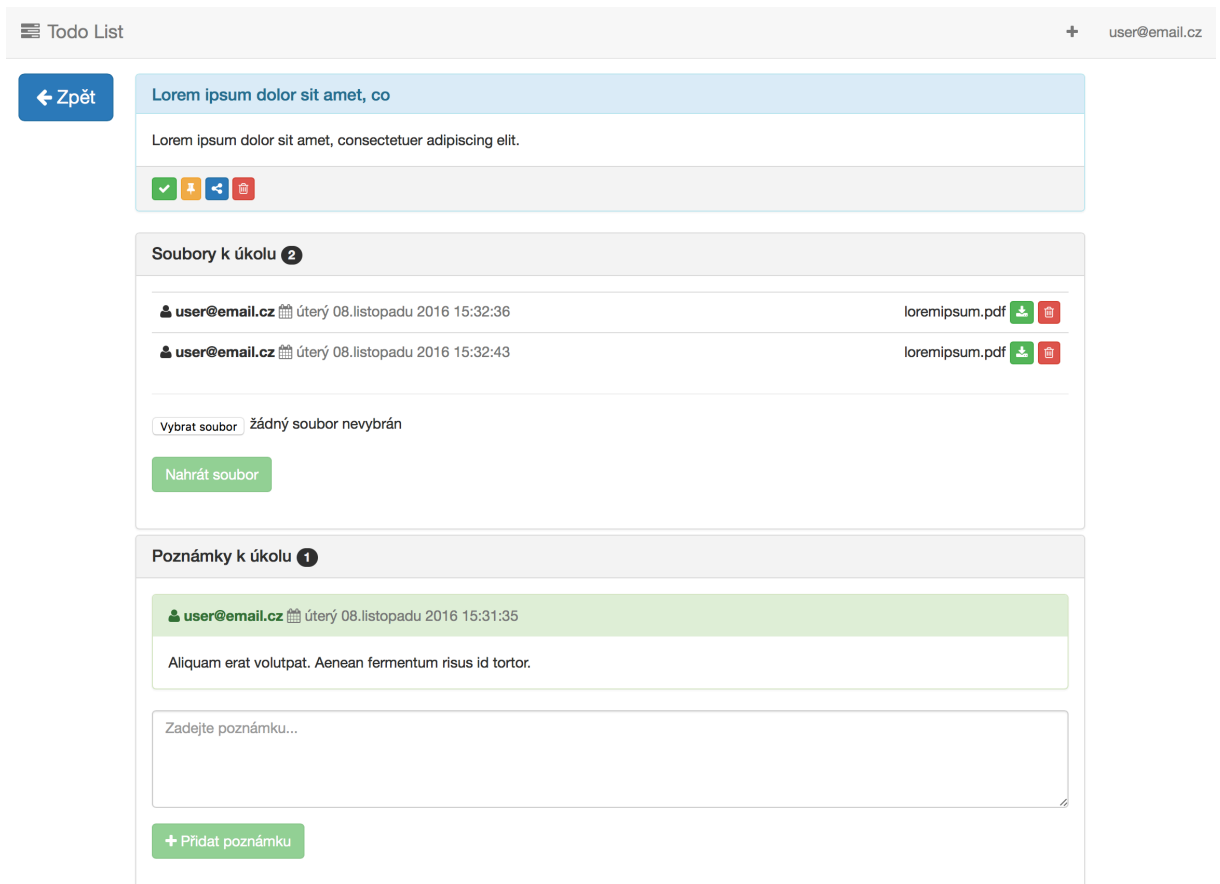 Todo List
user@email.cz
Zpět
Lorem ipsum dolor sit amet, co
Lorem ipsum dolor sit amet, consectetuer adipiscing elit.
Soubory k úkolu 2
user@email.cz úterý 08.listopadu 2016 15:32:36 loremipsum.pdf
user@email.cz úterý 08.listopadu 2016 15:32:43 loremipsum.pdf
Vybrat soubor žádný soubor nevybrán
Nahrát soubor
Poznámky k úkolu 1
user@email.cz úterý 08.listopadu 2016 15:31:35
Aliquam erat volutpat. Aenean fermentum risus id tortor.
Zadejte poznámku...
Přidat poznámku